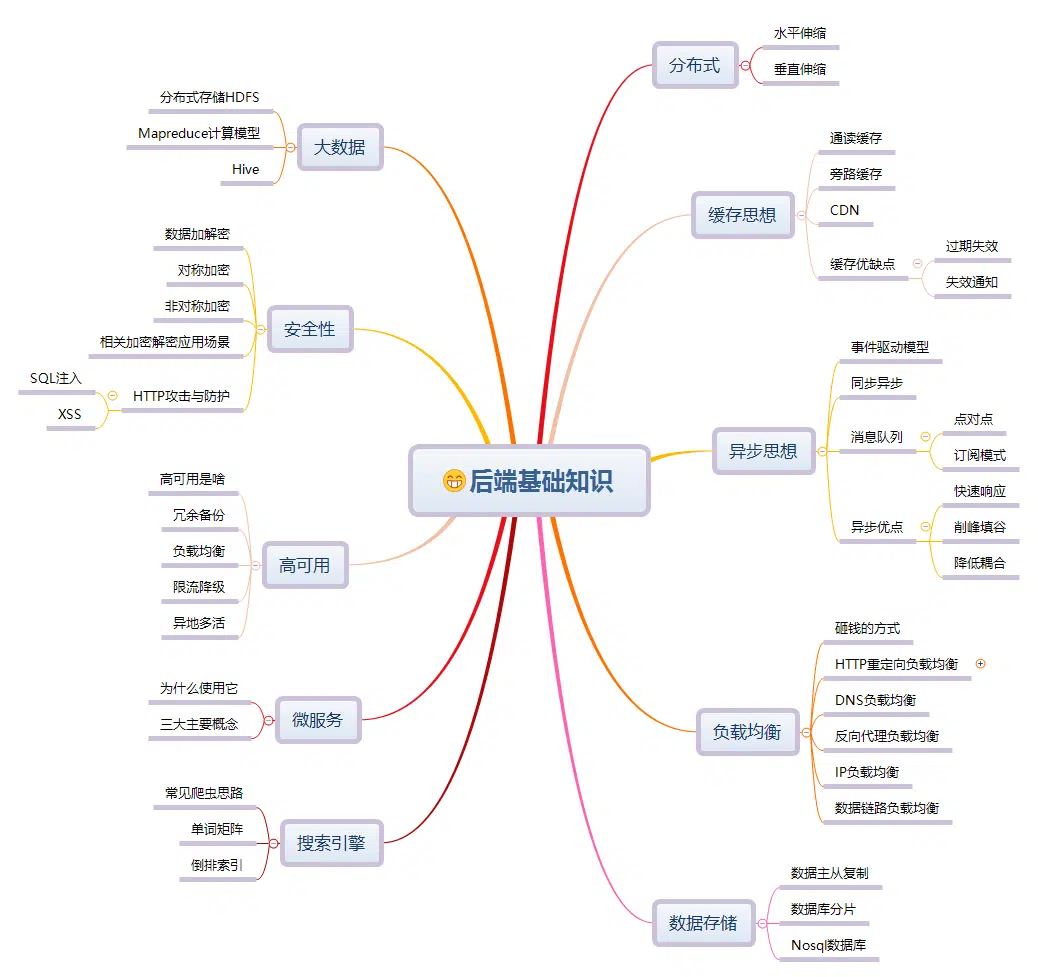 后端基础知识
分布式
水平伸缩
垂直伸缩
缓存思想
通读缓存
旁路缓存
CDN
缓存优缺点
过期失效
失效通知
异步思想
事件驱动模型
同步异步
消息队列
点对点
订阅模式
异步优点
快速响应
削峰填谷
降低耦合
负载均衡
砸钱的方式
HTTP重定向负载均衡
DNS负载均衡
反向代理负载均衡
IP负载均衡
数据链路负载均衡
数据存储
数据主从复制
数据库分片
Nosql数据库
大数据
分布式存储HDFS
Mapreduce计算模型
Hive
安全性
数据加解密
对称加密
非对称加密
相关加密解密应用场景
HTTP攻击与防护
SQL注入
XSS
高可用
高可用是啥
冗余备份
负载均衡
限流降级
异地多活
微服务
为什么使用它
三大主要概念
搜索引擎
常见爬虫思路
单词矩阵
倒排索引